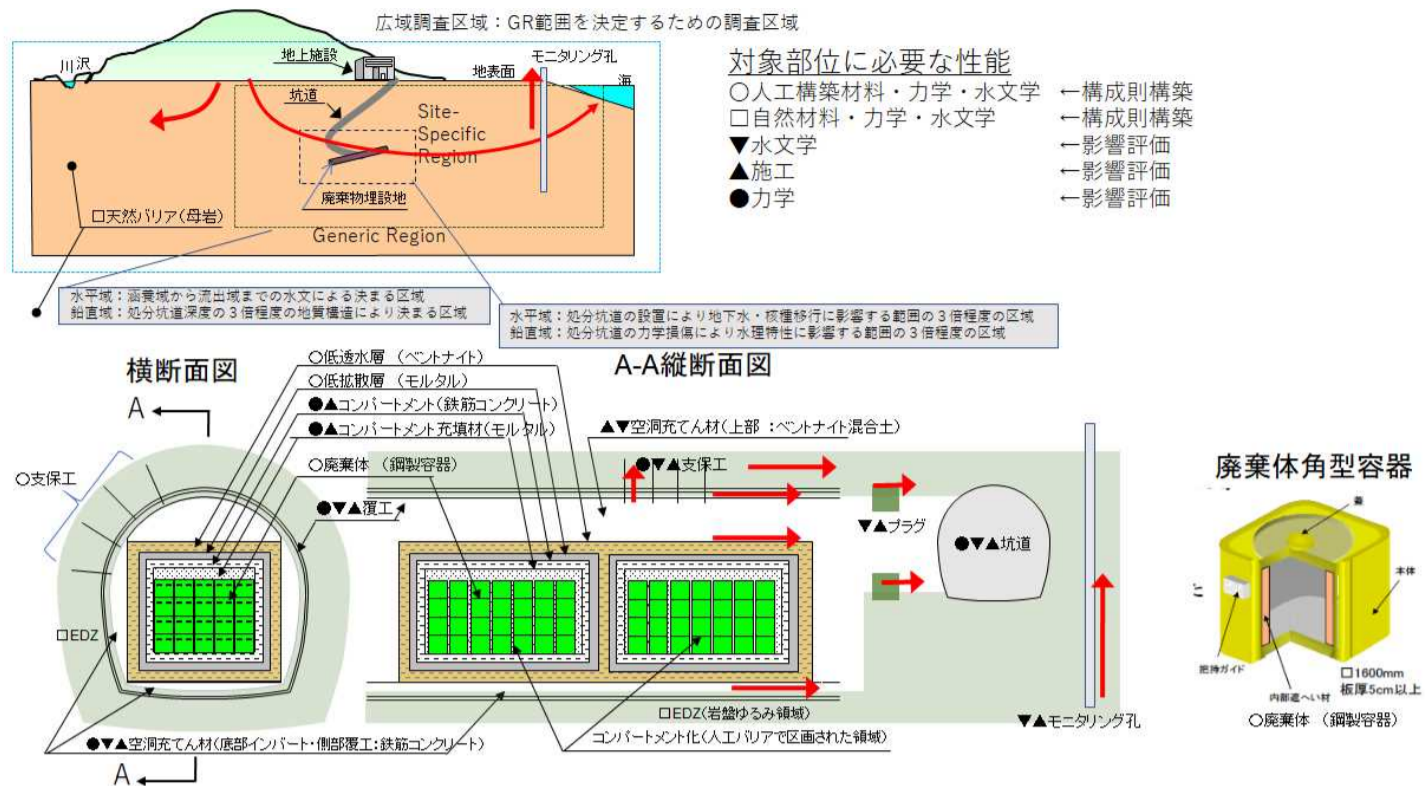 広域調査区域：GR範囲を決定するための調査区域
川
沢
地上施設
地表面
モニタリング孔
海
坑道
Site-
Specific
Region
廃棄物埋設地
□天然バリア(母岩)
Generic Region
対象部位に必要な性能
○人工構築材料・力学・水文学 ←構成則構築
□自然材料・力学・水文学 ←構成則構築
▼水文学 ←影響評価
▲施工 ←影響評価
●力学 ←影響評価
水平域：涵養域から流出域までの水文による決まる区域
鉛直域：処分坑道深度の３倍程度の地質構造により決まる区域
水平域：処分坑道の設置により地下水・核種移行に影響する範囲の３倍程度の区域
鉛直域：処分坑道の力学損傷により水理特性に影響する範囲の３倍程度の区域
横断面図
A-A縦断面図
A
○低透水層 (ベントナイト)
○低拡散層 (モルタル)
●▲コンパートメント(鉄筋コンクリート)
●▲コンパートメント充填材(モルタル)
○廃棄体 (鋼製容器)
●▼▲覆工
○支保工
□EDZ
▲▼空洞充てん材(上部：ベントナイト混合土)
●▼▲支保工
▼▲プラグ
●▼▲坑道
□EDZ(岩盤ゆるみ領域)
コンパートメント化(人工バリアで区画された領域)
▼▲モニタリング孔
●▼▲空洞充てん材(底部インバート・側部覆工：鉄筋コンクリート)
A
廃棄体角型容器
蓋
本体
把持ガイド
内部遮へい材
□1600mm
板厚5cm以上
○廃棄体 (鋼製容器)